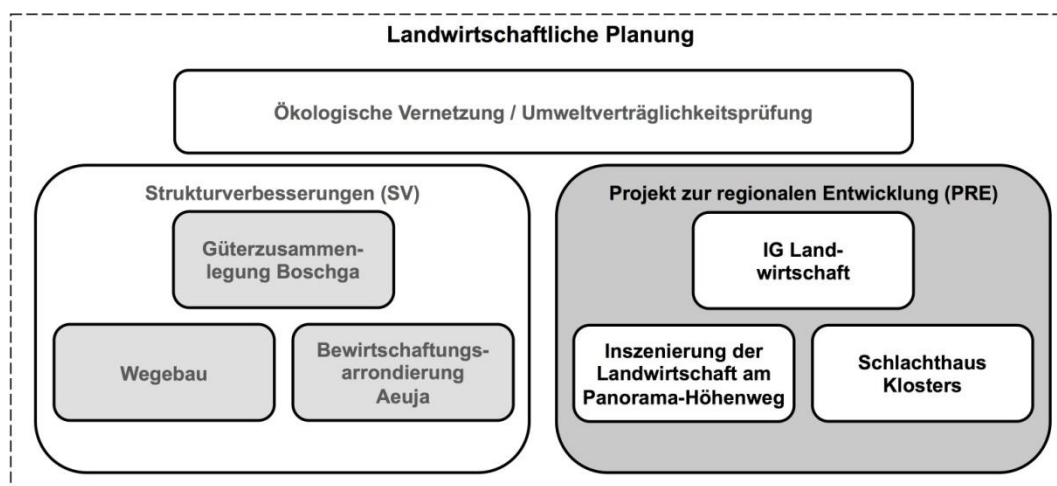 Landwirtschaftliche Planung
Ökologische Vernetzung / Umweltverträglichkeitsprüfung
Strukturverbesserungen (SV)
Güterzusammen-
legung Boschga
Wegebau
Bewirtschaftungs-
arrondierung
Aeuja
Projekt zur regionalen Entwicklung (PRE)
IG Land-
wirtschaft
Inszenierung der
Landwirtschaft am
Panorama-Höhenweg
Schlachthaus
Klosters